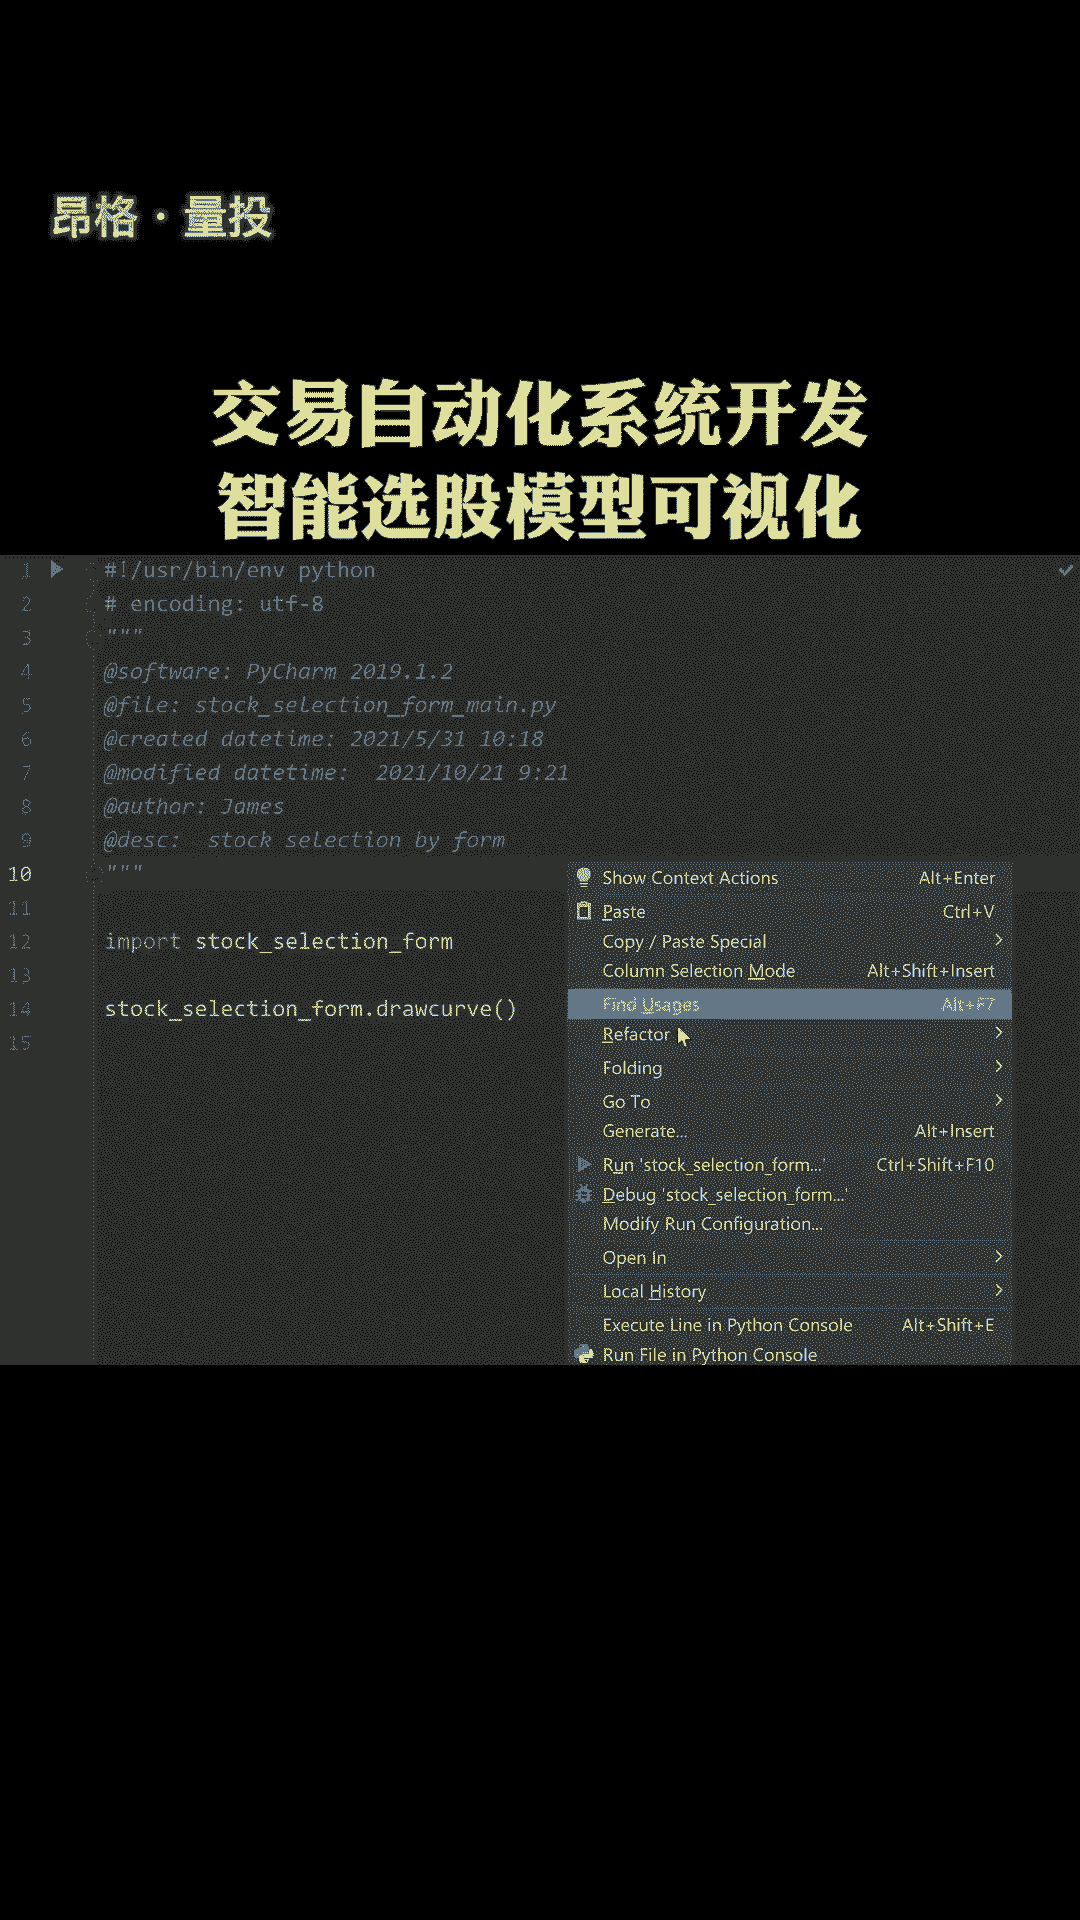 昂格·量投
交易自动化系统开发
智能选股模型可视化
1 #!/usr/bin/env python
2 # encoding: utf-8
3 """
4 @software: PyCharm 2019.1.2
5 @file: stock_selection_form_main.py
6 @created datetime: 2021/5/31 10:18
7 @modified datetime:  2021/10/21 9:21
8 @author: James
9 @desc:  stock selection by form
10 """
11
12 import stock_selection_form
13
14 stock_selection_form.drawcurve()
15
Show Context Actions Alt+Enter
Paste Ctrl+V
Copy / Paste Special
Column Selection Mode Alt+Shift+Insert
Find Usages Alt+F7
Refactor
Folding
Go To
Generate... Alt+Insert
Run 'stock_selection_form...' Ctrl+Shift+F10
Debug 'stock_selection_form...'
Modify Run Configuration...
Open In
Local History
Execute Line in Python Console Alt+Shift+E
Run File in Python Console